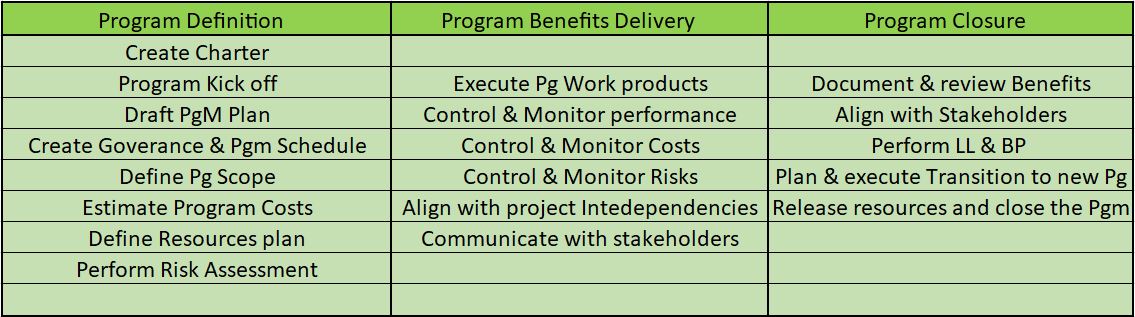 Program Definition Program Benefits Delivery Program Closure
Create Charter
Program Kick off Execute Pg Work products Document & review Benefits
Draft PgM Plan Control & Monitor performance Align with Stakeholders
Create Goverance & Pgm Schedule Control & Monitor Costs Perform LL & BP
Define Pg Scope Control & Monitor Risks Plan & execute Transition to new Pg
Estimate Program Costs Align with project Intedependencies Release resources and close the Pgm
Define Resources plan Communicate with stakeholders
Perform Risk Assessment